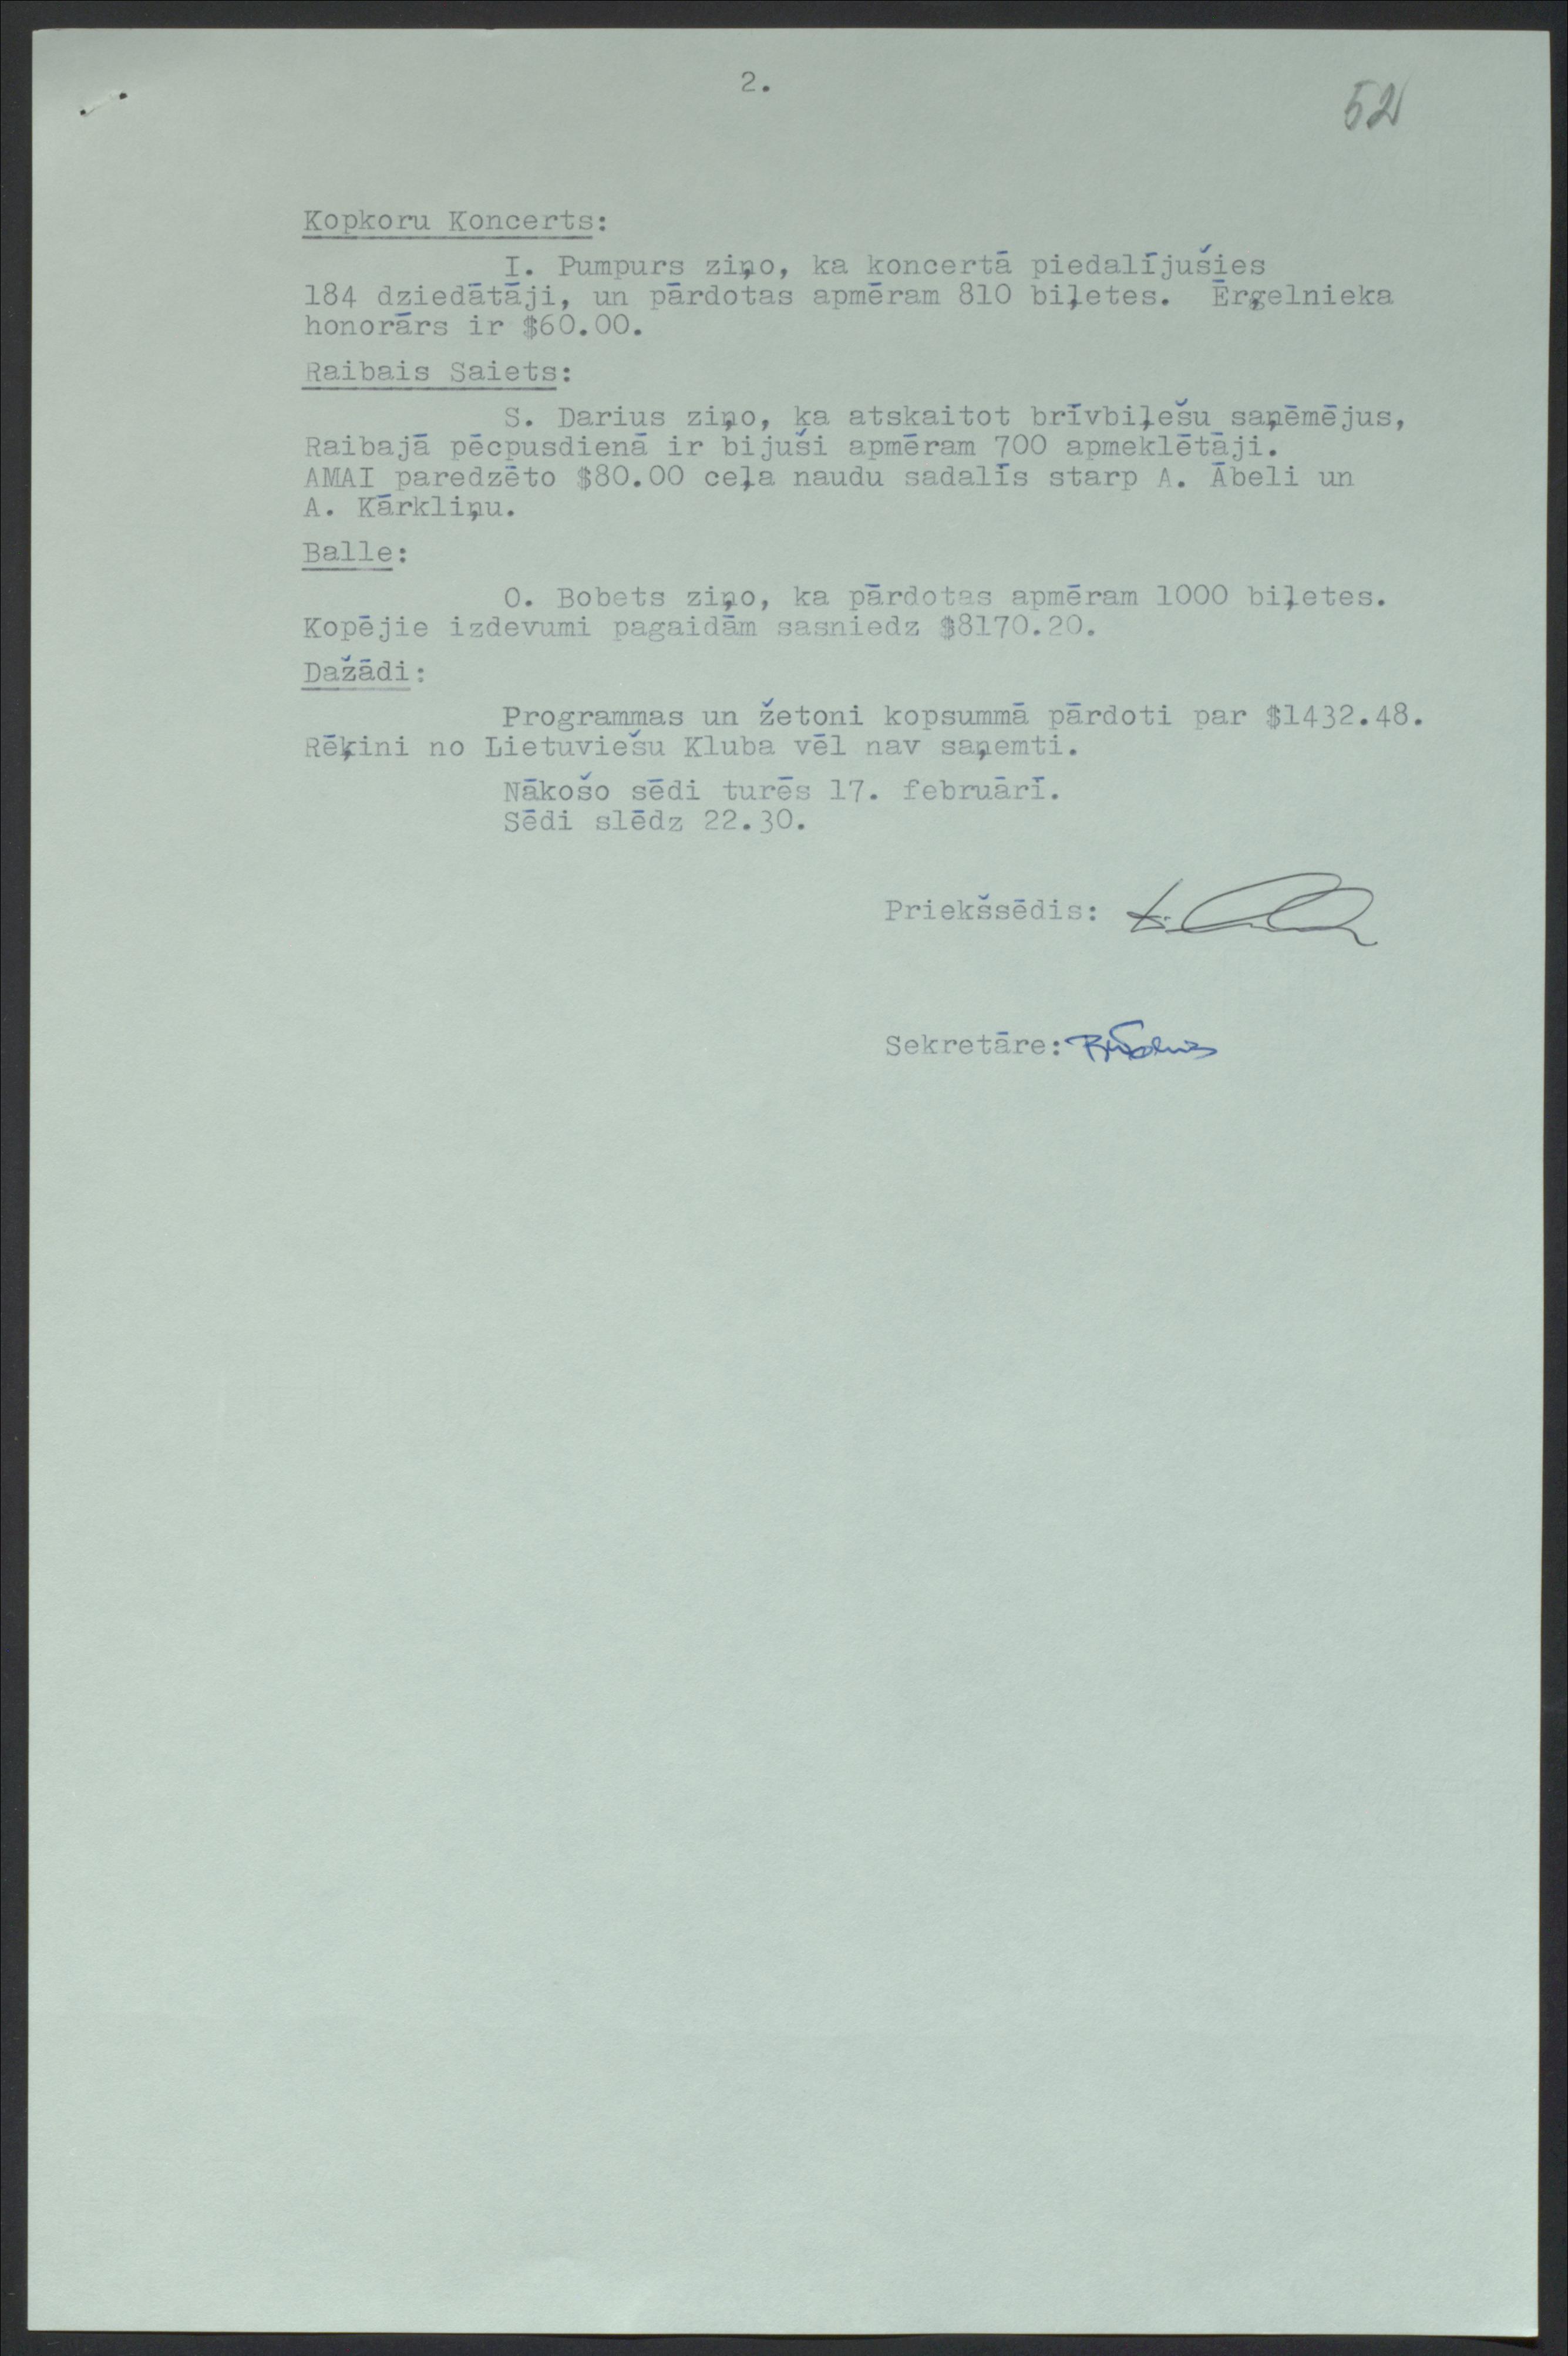 2.
52
Kopkoru Koncerts:
I. Pumpurs ziņo, ka koncertā piedalījušies
184 dziedātāji, un pārdotas apmēram 810 biļetes. Ērģelnieka
honorārs ir $60.00.
Raibais Saiets:
S. Darius ziņo, ka atskaitot brīvbiļešu saņēmējus,
Raibajā pēcpusdienā ir bijuši apmēram 700 apmeklētāji.
AMAI paredzēto $80.00 ceļa naudu sadalīs starp A. Ābeli un
A. Kārkliņu.
Balle:
O. Bobets ziņo, ka pārdotas apmēram 1000 biļetes.
Kopējie izdevumi pagaidām sasniedz $8170.20.
Dažādi:
Programmas un žetoni kopsummā pārdoti par $1432.48.
Rēķini no Lietuviešu Kluba vēl nav saņemti.
Nākošo sēdi turēs 17. februārī.
Sēdi slēdz 22.30.
Priekšsēdis:
Sekretāre: